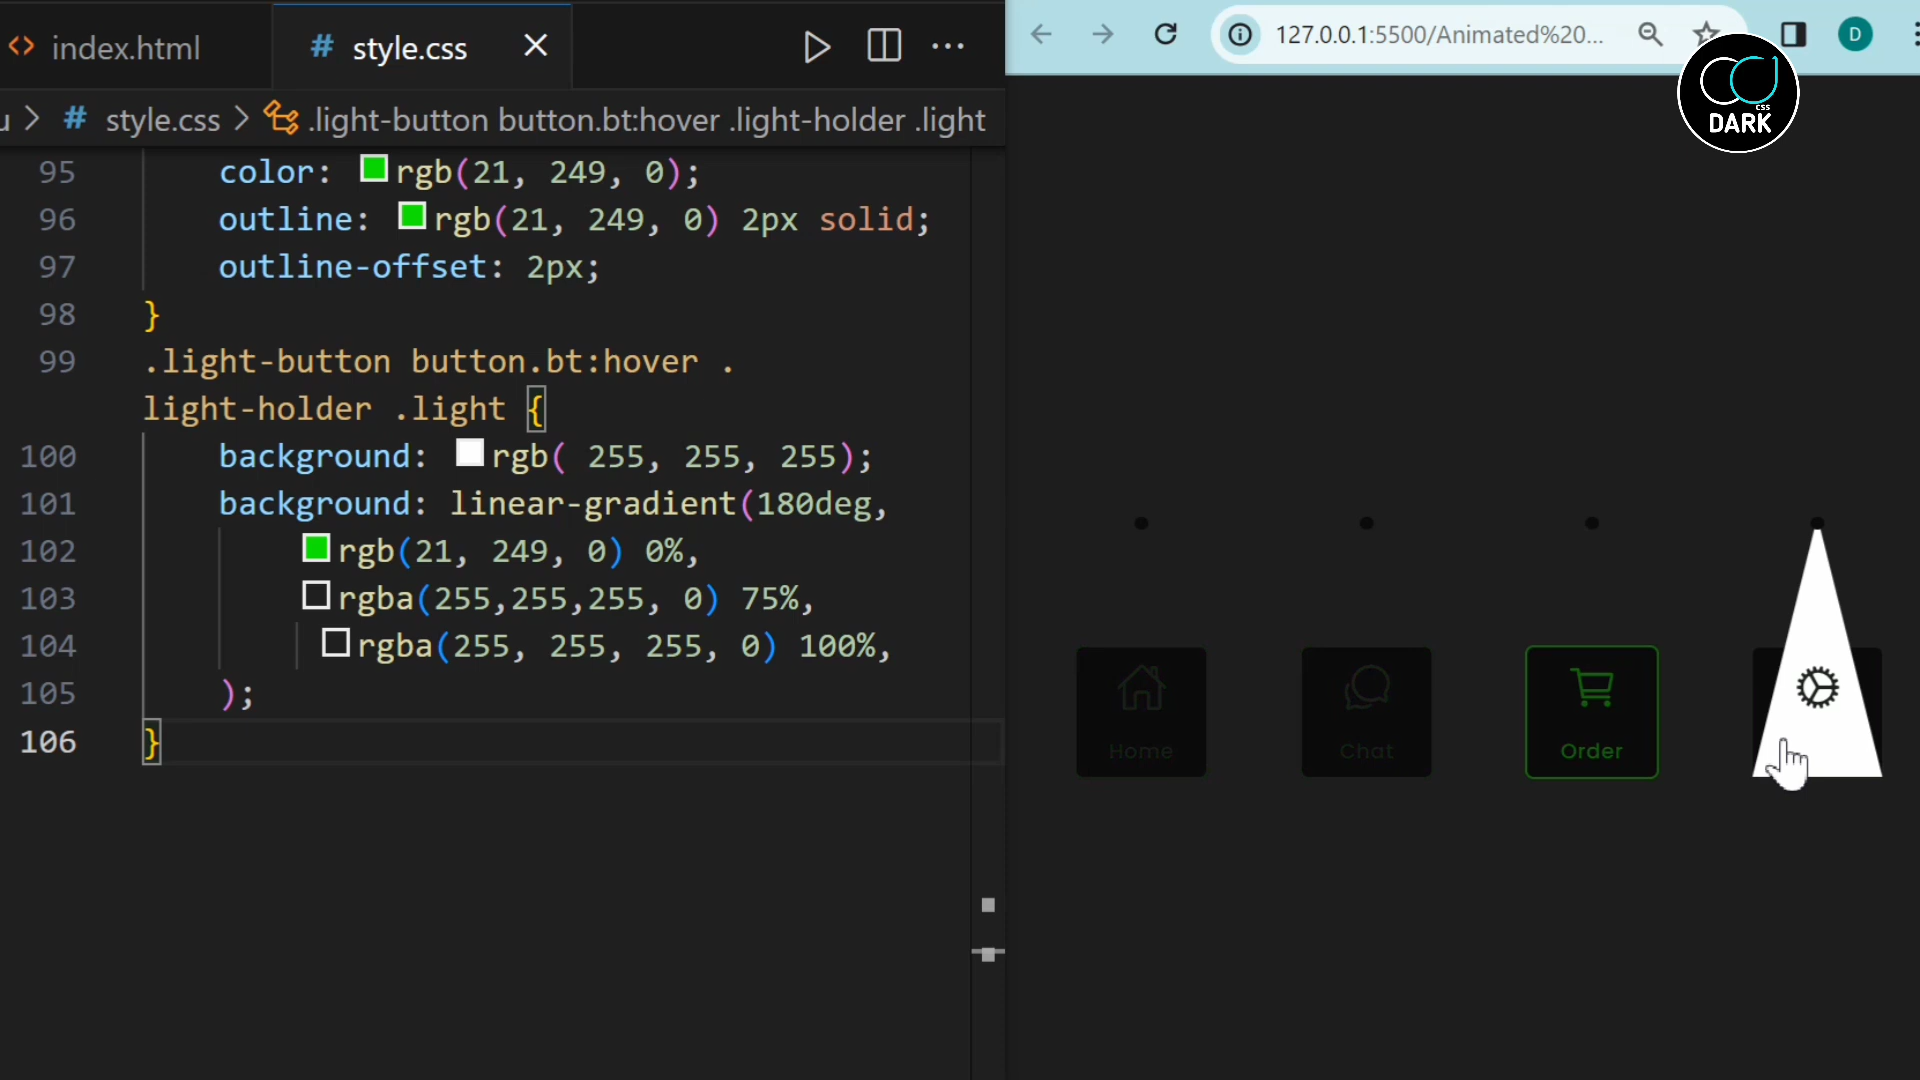 index.html
# style.css
127.0.0.1:5500/Animated%20...
D
css
DARK
u > # style.css > .light-button button.bt:hover .light-holder .light
95 color: rgb(21, 249, 0);
96 outline: rgb(21, 249, 0) 2px solid;
97 outline-offset: 2px;
98 }
99 .light-button button.bt:hover .
light-holder .light {
100 background: rgb( 255, 255, 255);
101 background: linear-gradient(180deg,
102 rgb(21, 249, 0) 0%,
103 rgba(255,255,255, 0) 75%,
104 rgba(255, 255, 255, 0) 100%,
105 );
106 }
Home
Chat
Order